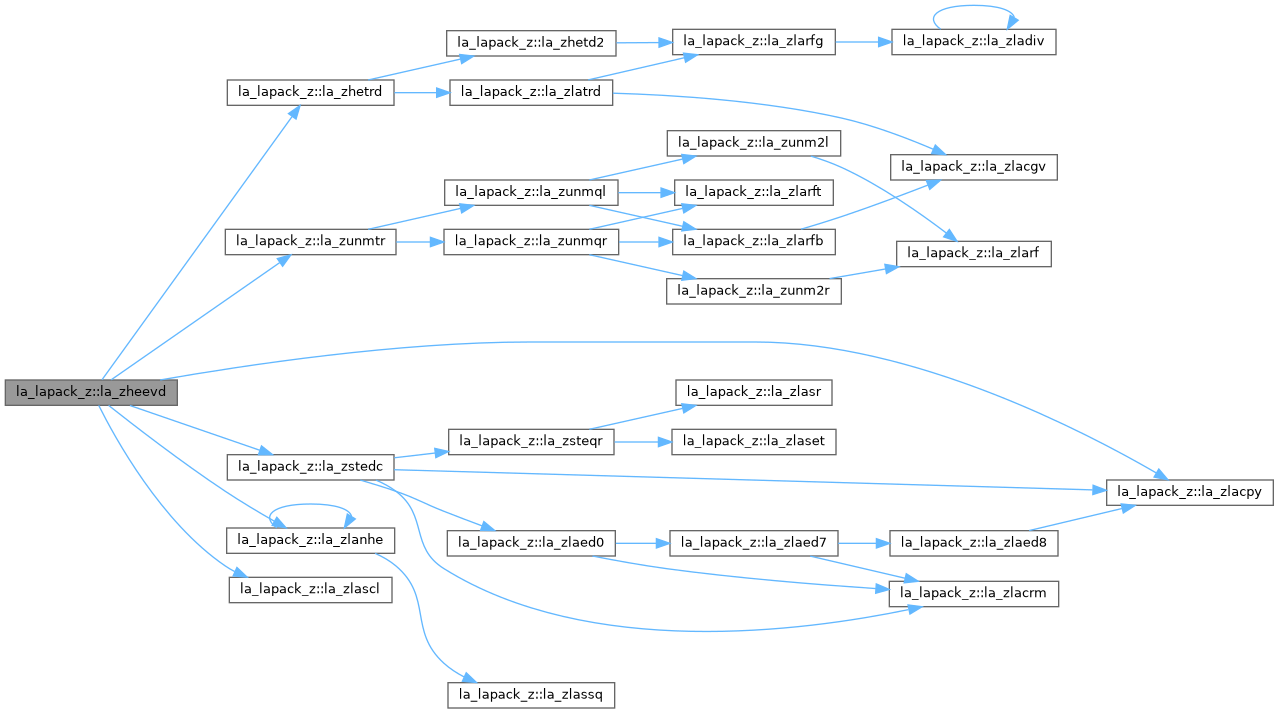 la_lapack_z::la_zheevd
la_lapack_z::la_zhetrd
la_lapack_z::la_zhetd2
la_lapack_z::la_zlatrd
la_lapack_z::la_zlarfg
la_lapack_z::la_zladiv
la_lapack_z::la_zlacgv
la_lapack_z::la_zunmtr
la_lapack_z::la_zunmql
la_lapack_z::la_zunmqr
la_lapack_z::la_zunm2l
la_lapack_z::la_zlarft
la_lapack_z::la_zlarfb
la_lapack_z::la_zunm2r
la_lapack_z::la_zlarf
la_lapack_z::la_zstedc
la_lapack_z::la_zsteqr
la_lapack_z::la_zlasr
la_lapack_z::la_zlaset
la_lapack_z::la_zlacpy
la_lapack_z::la_zlaed0
la_lapack_z::la_zlaed7
la_lapack_z::la_zlaed8
la_lapack_z::la_zlacrm
la_lapack_z::la_zlanhe
la_lapack_z::la_zlascl
la_lapack_z::la_zlassq